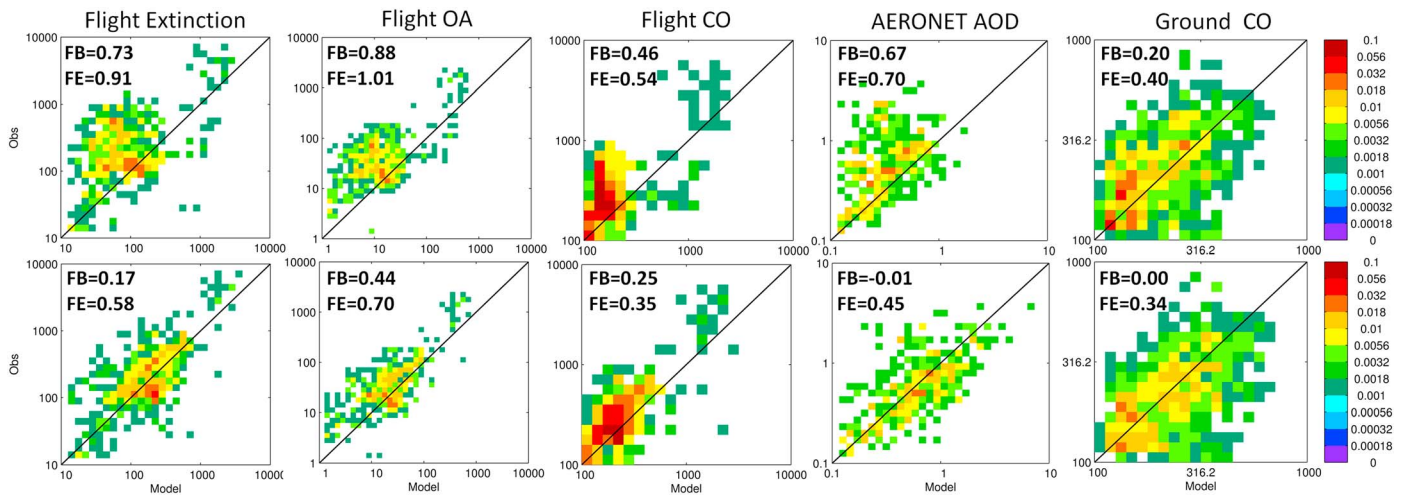 Flight Extinction
Flight OA
Flight CO
AERONET AOD
Ground CO
10000
1000
100
10
Obs
FB=0.73
FE=0.91
10 100 1000 10000
10000
1000
100
10
1
FB=0.88
FE=1.01
1 10 100 1000 10000
10000
1000
100
FB=0.46
FE=0.54
100 1000 10000
10
1
0.1
FB=0.67
FE=0.70
0.1 1 10
1000
316.2
100
FB=0.20
FE=0.40
100 316.2 1000
0.1
0.056
0.032
0.018
0.01
0.0056
0.0032
0.0018
0.001
0.00056
0.00032
0.00018
0
10000
1000
100
10
Obs
FB=0.17
FE=0.58
10 100 1000 10000
Model
10000
1000
100
10
1
FB=0.44
FE=0.70
1 10 100 1000 10000
Model
10000
1000
100
FB=0.25
FE=0.35
100 1000 10000
Model
10
1
0.1
FB=-0.01
FE=0.45
0.1 1 10
Model
1000
316.2
100
FB=0.00
FE=0.34
100 316.2 1000
Model
0.1
0.056
0.032
0.018
0.01
0.0056
0.0032
0.0018
0.001
0.00056
0.00032
0.00018
0